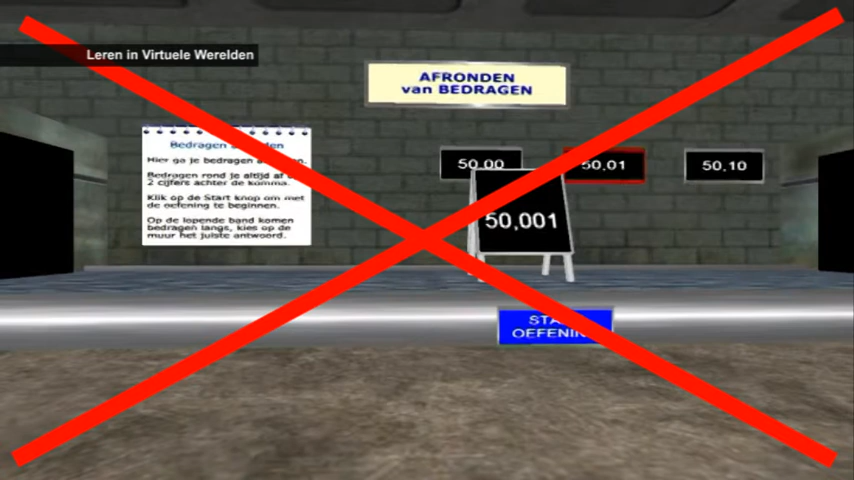 Leren in Virtuele Werelden
AFRONDEN
van BEDRAGEN
Bedragen
Hier ga je bedragen
Bedragen rond je altijd af
2 cijfers achter de komma.
Klik op de Start knop om met
de oefening te beginnen.
Op de lopende band komen
bedragen langs, kies op de
muur het juiste antwoord.
50,00
50,01
50,10
50,001
OEFENING